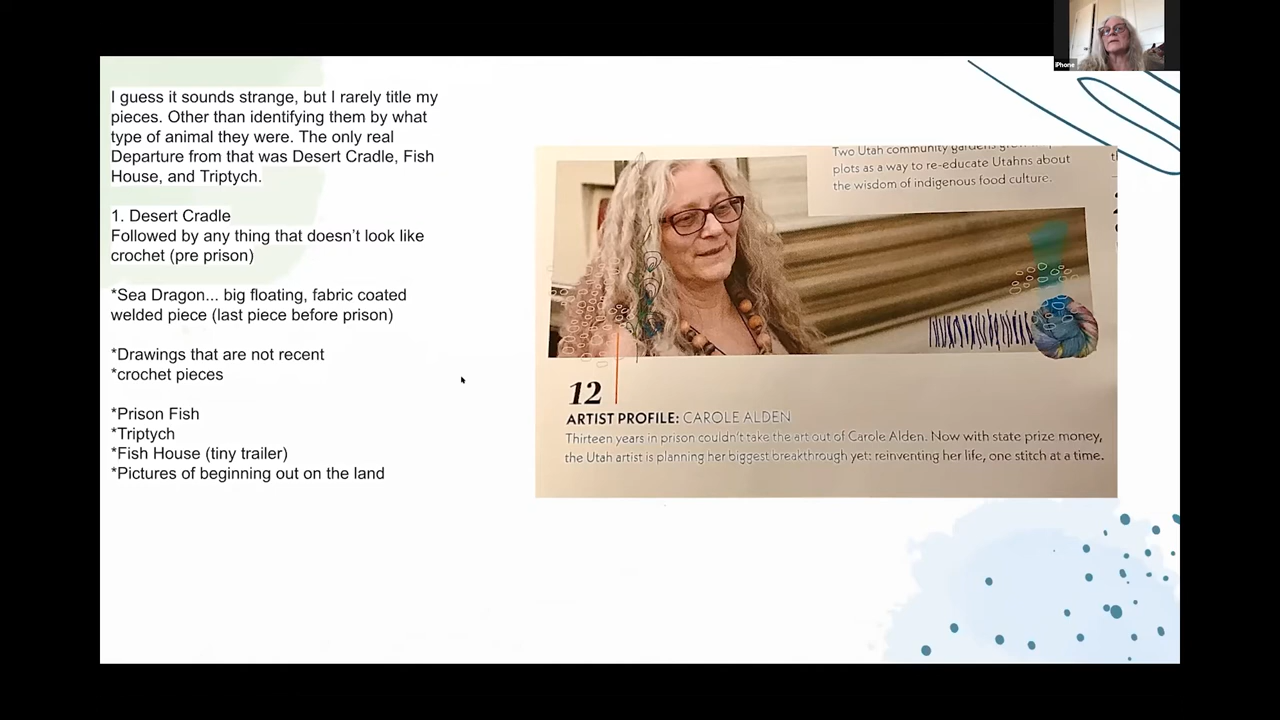 I guess it sounds strange, but I rarely title my
pieces. Other than identifying them by what
type of animal they were. The only real
Departure from that was Desert Cradle, Fish
House, and Triptych.
1. Desert Cradle
Followed by any thing that doesn't look like
crochet (pre prison)
*Sea Dragon... big floating, fabric coated
welded piece (last piece before prison)
*Drawings that are not recent
*crochet pieces
*Prison Fish
*Triptych
*Fish House (tiny trailer)
*Pictures of beginning out on the land
Two Utah community gardens
plots as a way to re-educate Utahns about
the wisdom of indigenous food culture.
12
ARTIST PROFILE: CAROLE ALDEN
Thirteen years in prison couldn't take the art out of Carole Alden. Now with state prize money,
the Utah artist is planning her biggest breakthrough yet: reinventing her life, one stitch at a time.
iPhone